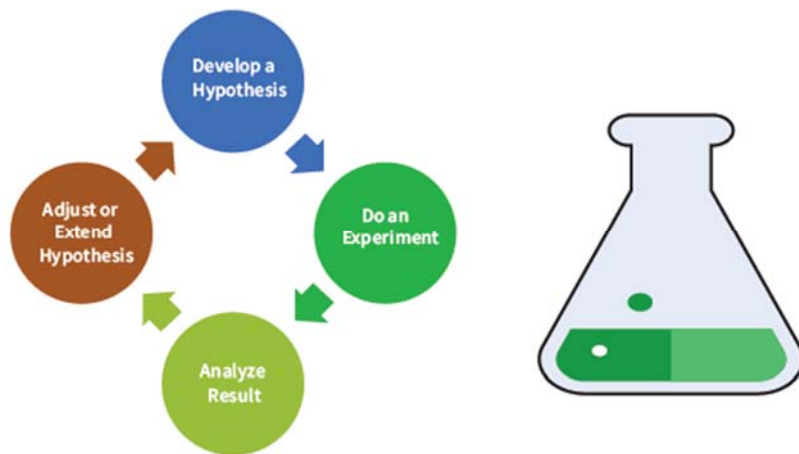 Develop a
Hypothesis
Do an
Experiment
Analyze
Result
Adjust or
Extend
Hypothesis